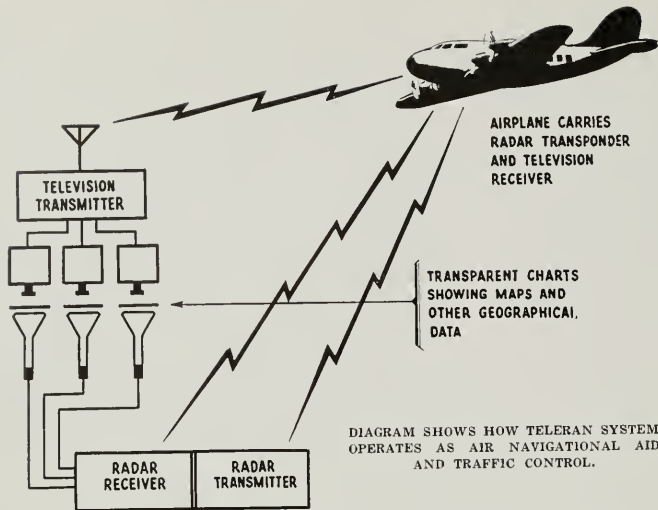 AIRPLANE CARRIES
RADAR TRANSPONDER
AND TELEVISION
RECEIVER
TELEVISION
TRANSMITTER
TRANSPARENT CHARTS
SHOWING MAPS AND
OTHER GEOGRAPHICAL,
DATA
DIAGRAM SHOWS HOW TELERAN SYSTEM
OPERATES AS AIR NAVIGATIONAL AID
AND TRAFFIC CONTROL.
RADAR
RECEIVER
RADAR
TRANSMITTER